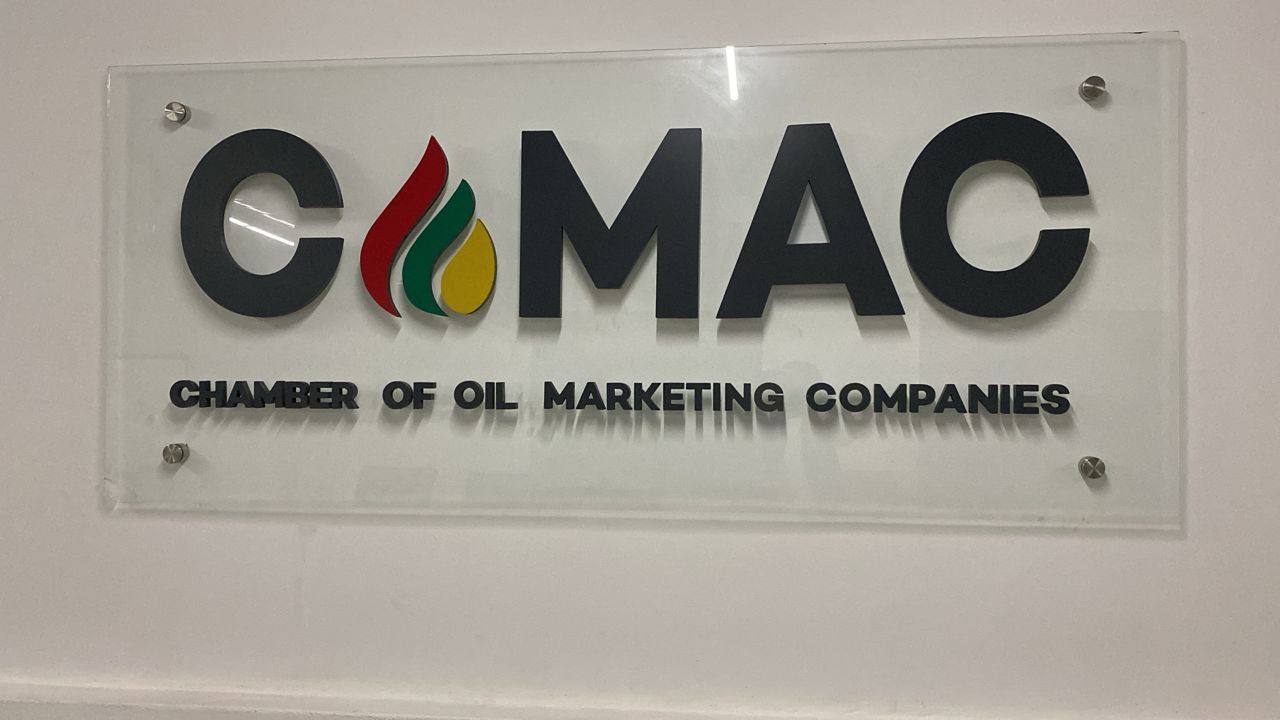 COMAC
CHAMBER OF OIL MARKETING COMPANIES